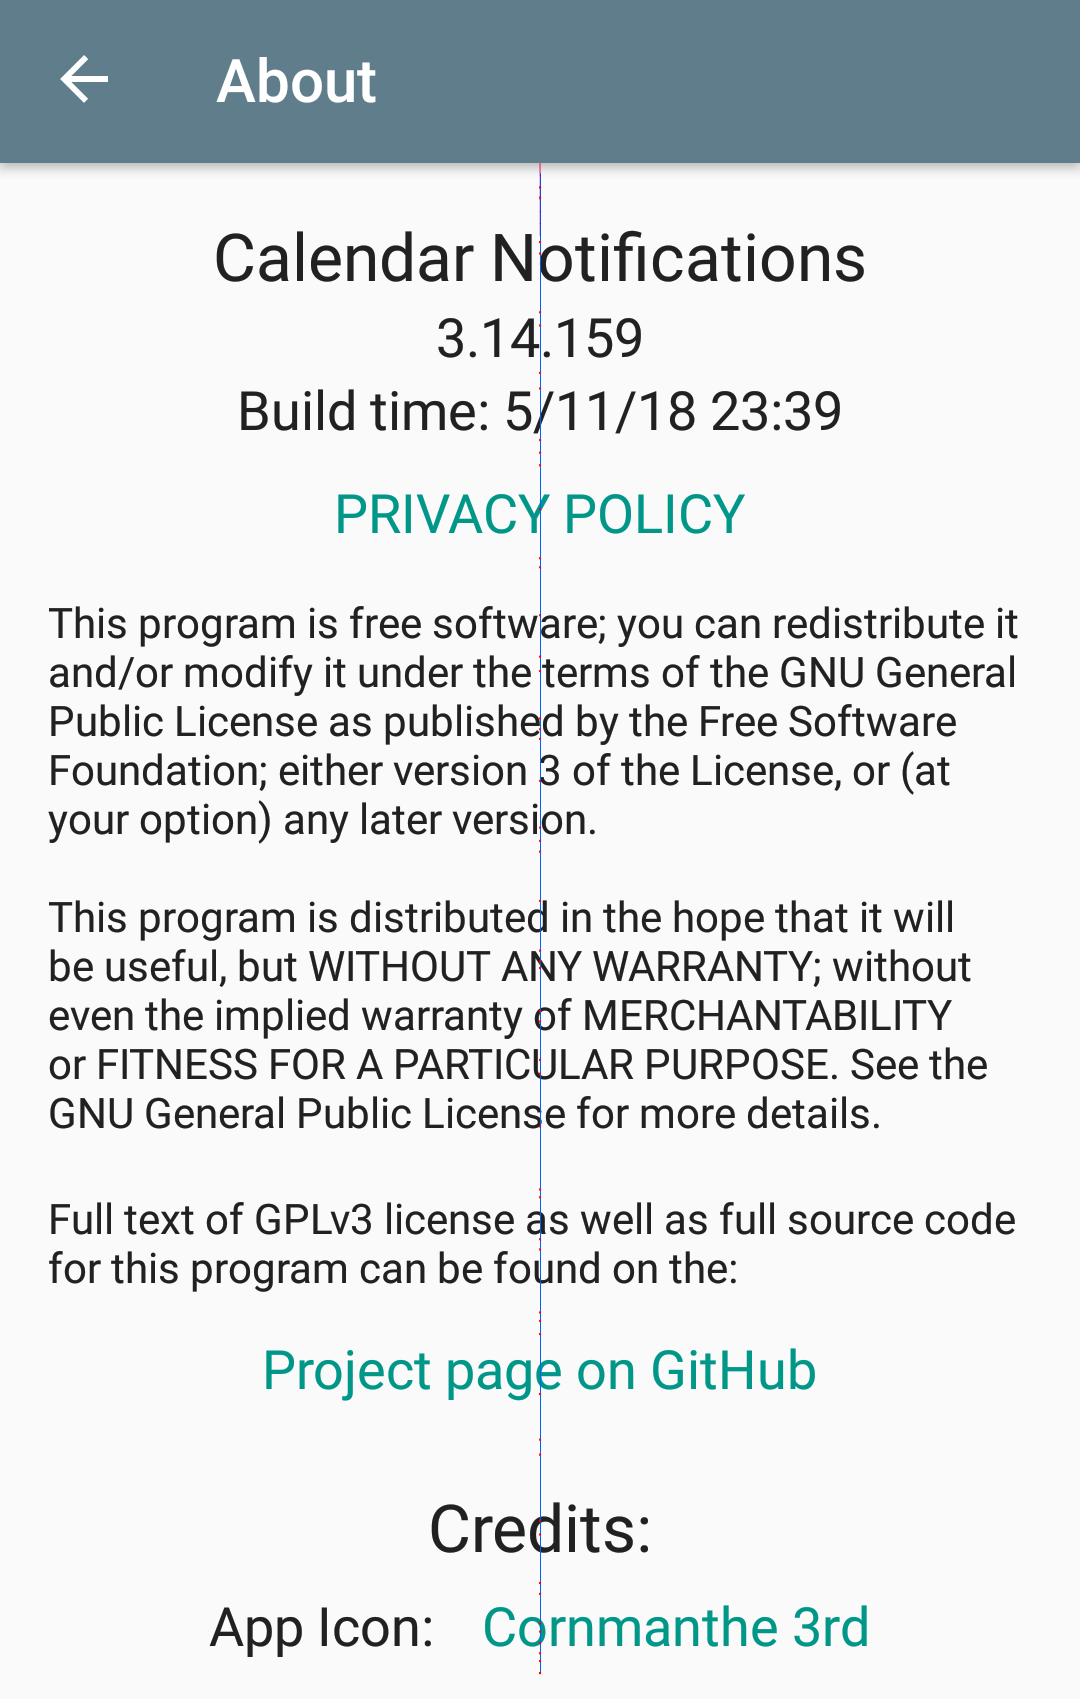 About
Calendar Notifications
3.14.159
Build time: 5/11/18 23:39
PRIVACY POLICY
This program is free software; you can redistribute it
and/or modify it under the terms of the GNU General
Public License as published by the Free Software
Foundation; either version 3 of the License, or (at
your option) any later version.
This program is distributed in the hope that it will
be useful, but WITHOUT ANY WARRANTY; without
even the implied warranty of MERCHANTABILITY
or FITNESS FOR A PARTICULAR PURPOSE. See the
GNU General Public License for more details.
Full text of GPLv3 license as well as full source code
for this program can be found on the:
Project page on GitHub
Credits:
App Icon: Cornmanthe 3rd